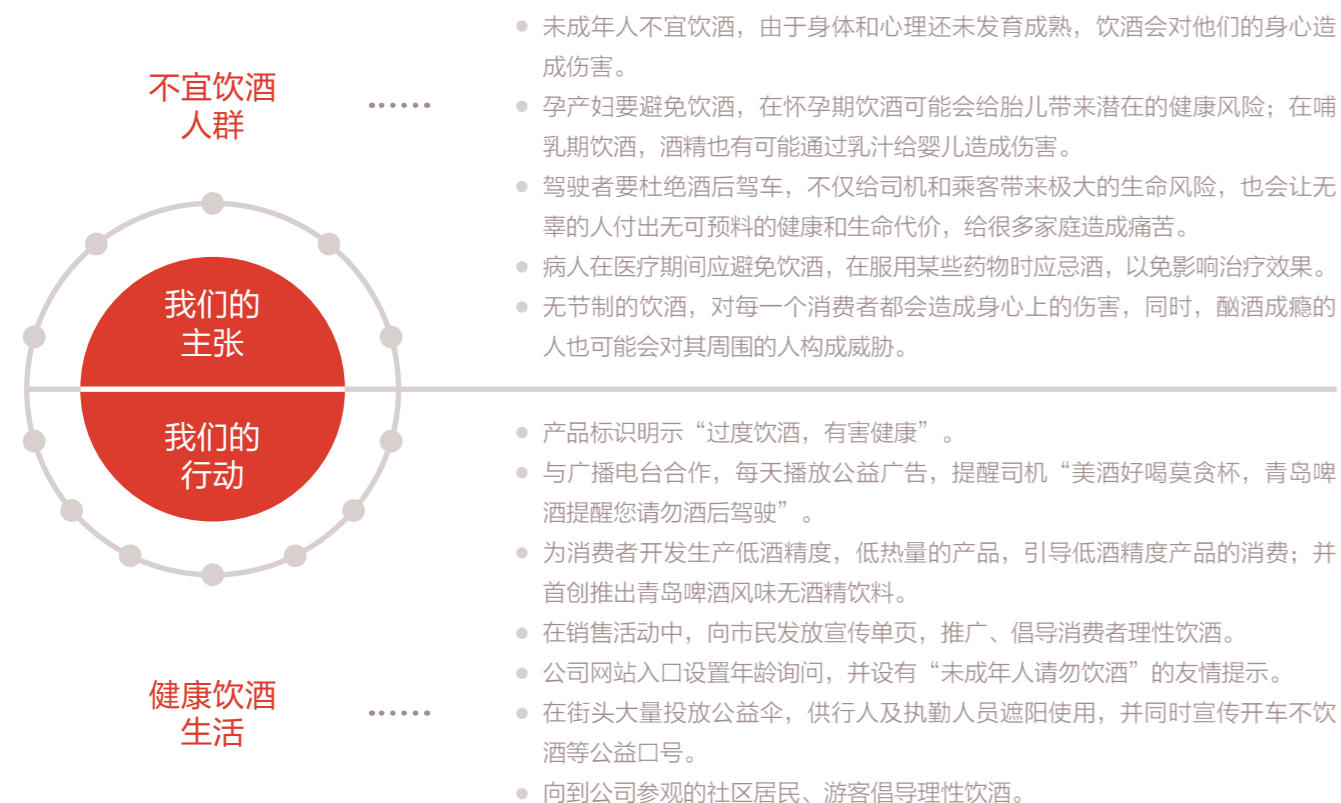 不宜饮酒
人群
未成年人不宜饮酒，由于身体和心理还未发育成熟，饮酒会对他们的身心造
成伤害。
孕产妇要避免饮酒，在怀孕期饮酒可能会给胎儿带来潜在的健康风险；在哺
乳期饮酒，酒精也有可能通过乳汁给婴儿造成伤害。
驾驶者要杜绝酒后驾车，不仅给司机和乘客带来极大的生命风险，也会让无
辜的人付出无可预料的健康和生命代价，给很多家庭造成痛苦。
病人在医疗期间应避免饮酒，在服用某些药物时应忌酒，以免影响治疗效果。
无节制的饮酒，对每一个消费者都会造成身心上的伤害，同时，酗酒成瘾的
人也可能会对其周围的人构成威胁。
我们的
主张
我们的
行动
产品标识明示“过度饮酒，有害健康”。
与广播电台合作，每天播放公益广告，提醒司机“美酒好喝莫贪杯，青岛啤
酒提醒您请勿酒后驾驶”。
为消费者开发生产低酒精度，低热量的产品，引导低酒精度产品的消费；并
首创推出青岛啤酒风味无酒精饮料。
在销售活动中，向市民发放宣传单页，推广、倡导消费者理性饮酒。
公司网站入口设置年龄询问，并设有“未成年人请勿饮酒”的友情提示。
在街头大量投放公益伞，供行人及执勤人员遮阳使用，并同时宣传开车不饮
酒等公益口号。
向到公司参观的社区居民、游客倡导理性饮酒。
健康饮酒
生活